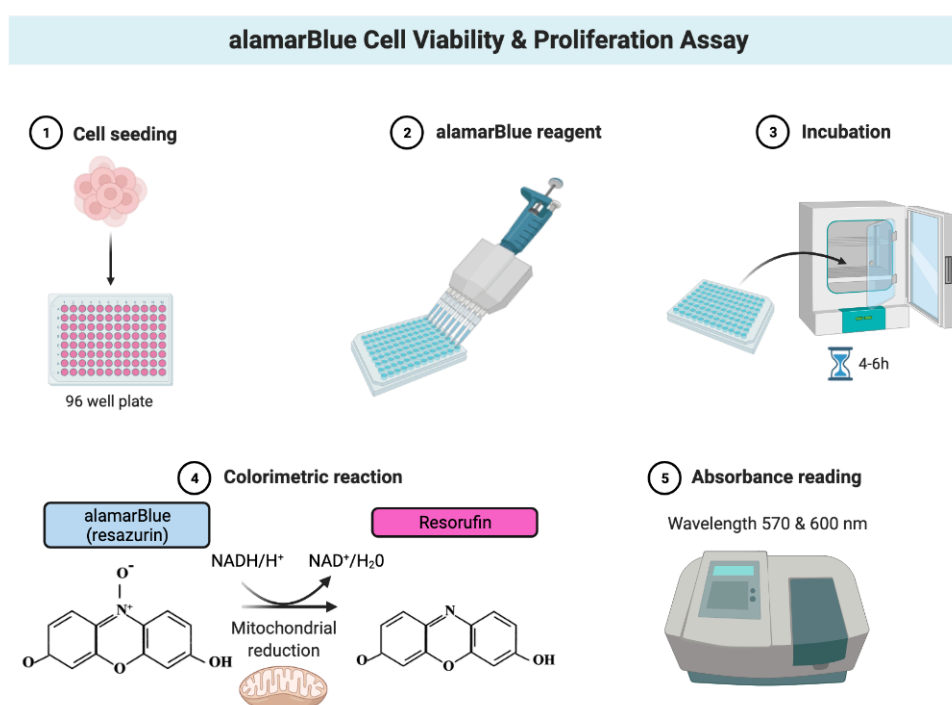 alamarBlue Cell Viability & Proliferation Assay
1 Cell seeding
96 well plate
2 alamarBlue reagent
3 Incubation
4-6h
4 Colorimetric reaction
alamarBlue
(resazurin)
Resorufin
NADH/H⁺ NAD⁺/H₂0
Mitochondrial
reduction
O⁻
N⁺
O
O
OH
N
O
O
OH
5 Absorbance reading
Wavelength 570 & 600 nm